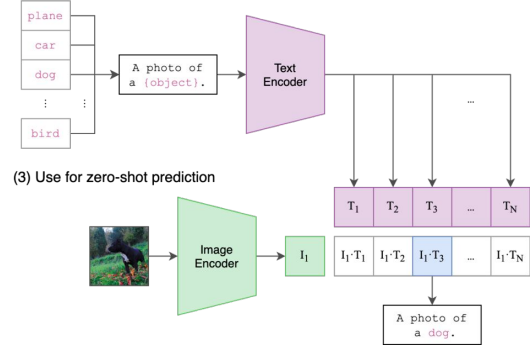 plane
car
dog
⋮
⋮
bird
A photo of
a {object}.
Text
Encoder
...
(3) Use for zero-shot prediction
T1 T2 T3 ... TN
Image
Encoder
I1
I1·T1 I1·T2 I1·T3 ... I1·TN
A photo of
a dog.